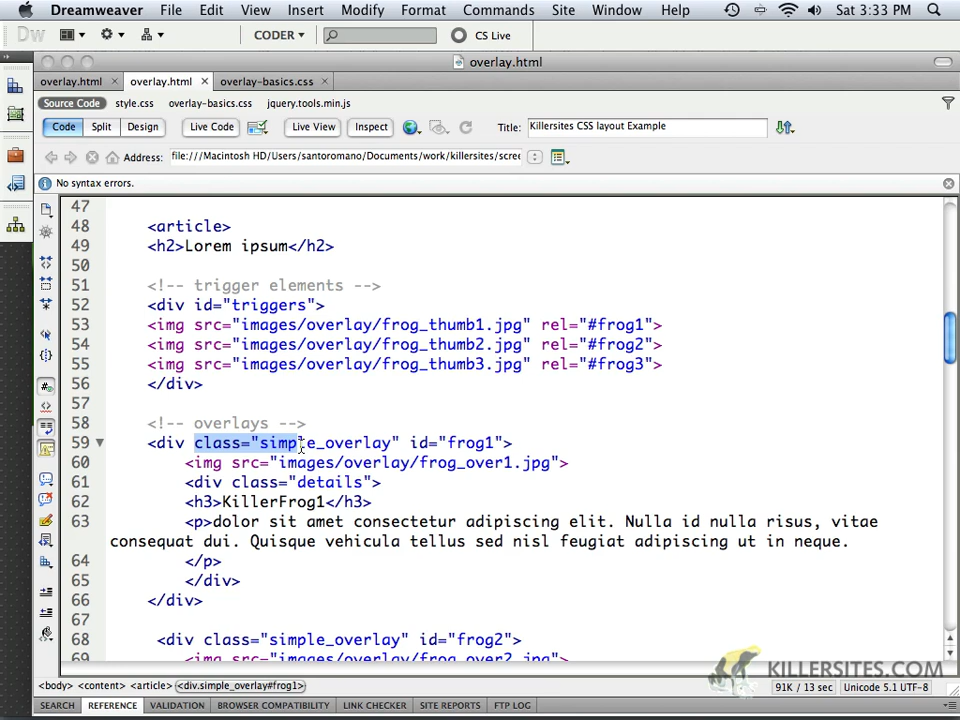 Dreamweaver File Edit View Insert Modify Format Commands Site Window Help Sat 3:33 PM
Dw CODER CS Live
overlay.html
overlay.html overlay.html overlay-basics.css
Source Code style.css overlay-basics.css jquery.tools.min.js
Code Split Design Live Code Live View Inspect Title: Killersites CSS layout Example
Address: file:///Macintosh HD/Users/santoromano/Documents/work/killersites/scree
No syntax errors.
47
48 <article>
49 <h2>Lorem ipsum</h2>
50
51 <!-- trigger elements -->
52 <div id="triggers">
53 <img src="images/overlay/frog_thumb1.jpg" rel="#frog1">
54 <img src="images/overlay/frog_thumb2.jpg" rel="#frog2">
55 <img src="images/overlay/frog_thumb3.jpg" rel="#frog3">
56 </div>
57
58 <!-- overlays -->
59 <div class="simple_overlay" id="frog1">
60 <img src="images/overlay/frog_over1.jpg">
61 <div class="details">
62 <h3>KillerFrog1</h3>
63 <p>dolor sit amet consectetur adipiscing elit. Nulla id nulla risus, vitae
consequat dui. Quisque vehicula tellus sed nisl feugiat adipiscing ut in neque.
64 </p>
65 </div>
66 </div>
67
68 <div class="simple_overlay" id="frog2">
69 <img src="images/overlay/frog_over2.jpg">
KILLERSITES.COM
<body> <content> <article> <div.simple_overlay#frog1> 91K / 13 sec Unicode 5.1 UTF-8
SEARCH REFERENCE VALIDATION BROWSER COMPATIBILITY LINK CHECKER SITE REPORTS FTP LOG